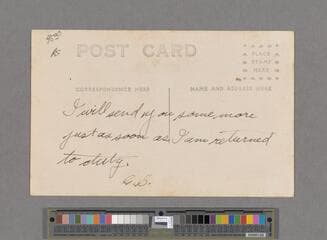 POST CARD
PLACE
STAMP
HERE
CORRESPONDENCE HERE
NAME AND ADDRESS HERE
I will send you some more
just as soon as I am returned
to duty.